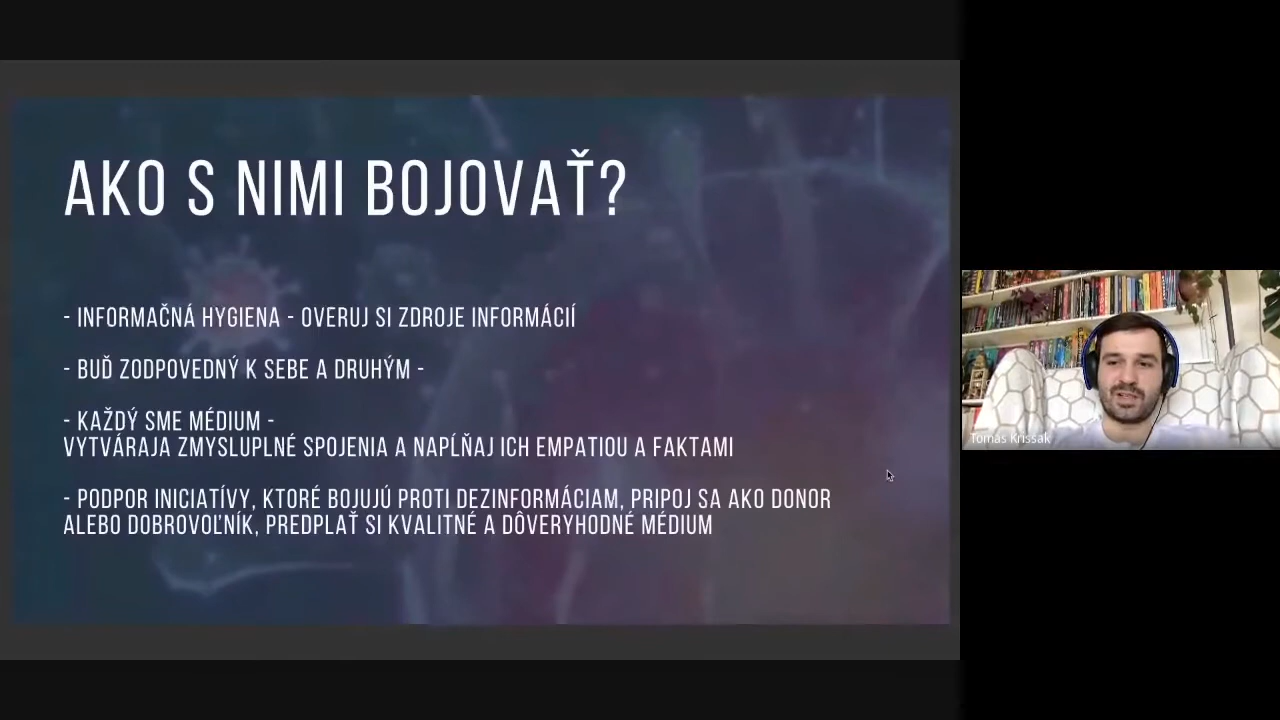 AKO S NIMI BOJOVAŤ?
- INFORMAČNÁ HYGIENA - OVERUJ SI ZDROJE INFORMÁCIÍ
- BUĎ ZODPOVEDNÝ K SEBE A DRUHÝM -
- KAŽDÝ SME MÉDIUM -
VYTVÁRAJA ZMYSLUPLNÉ SPOJENIA A NAPĹŇAJ ICH EMPATIOU A FAKTAMI
- PODPOR INICIATÍVY, KTORÉ BOJUJÚ PROTI DEZINFORMÁCIAM, PRIPOJ SA AKO DONOR
ALEBO DOBROVOĽNÍK, PREDPLAŤ SI KVALITNÉ A DÔVERYHODNÉ MÉDIUM
Tomáš Kriššák